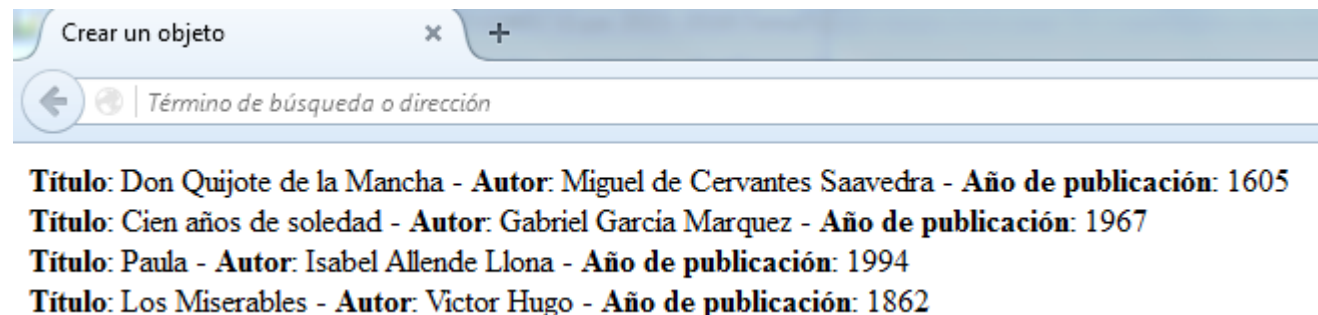 Crear un objeto
Término de búsqueda o dirección
Título: Don Quijote de la Mancha - Autor: Miguel de Cervantes Saavedra - Año de publicación: 1605
Título: Cien años de soledad - Autor: Gabriel García Marquez - Año de publicación: 1967
Título: Paula - Autor: Isabel Allende Llona - Año de publicación: 1994
Título: Los Miserables - Autor: Victor Hugo - Año de publicación: 1862